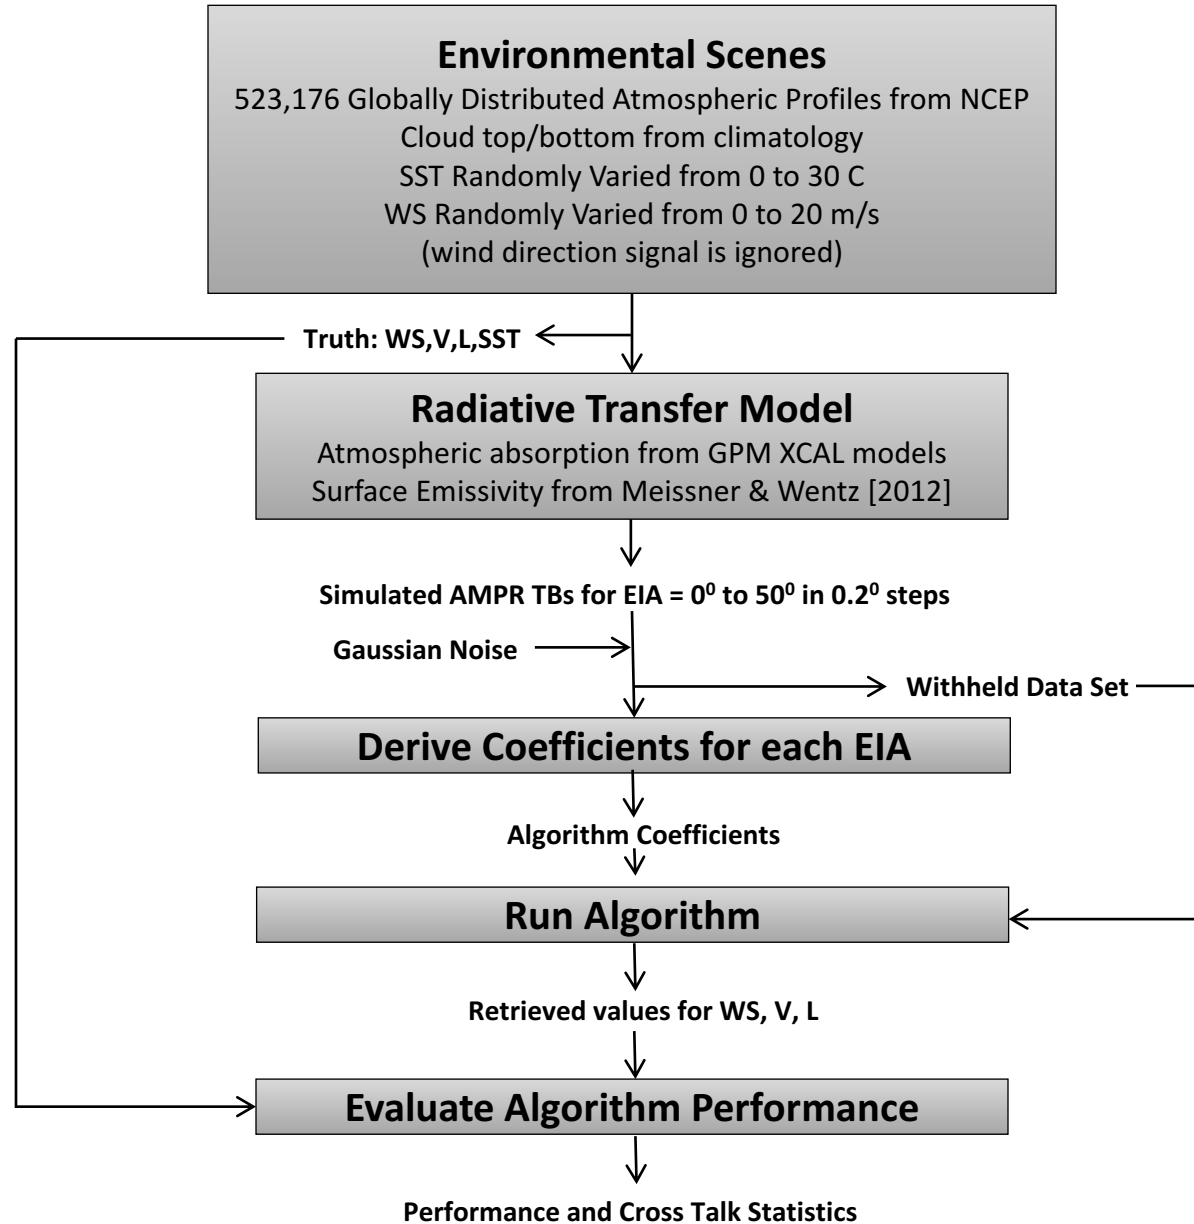 Environmental Scenes
523,176 Globally Distributed Atmospheric Profiles from NCEP
Cloud top/bottom from climatology
SST Randomly Varied from 0 to 30 C
WS Randomly Varied from 0 to 20 m/s
(wind direction signal is ignored)
Truth: WS,V,L,SST
Radiative Transfer Model
Atmospheric absorption from GPM XCAL models
Surface Emissivity from Meissner & Wentz [2012]
Simulated AMPR TBs for EIA = 0⁰ to 50⁰ in 0.2⁰ steps
Gaussian Noise
Withheld Data Set
Derive Coefficients for each EIA
Algorithm Coefficients
Run Algorithm
Retrieved values for WS, V, L
Evaluate Algorithm Performance
Performance and Cross Talk Statistics